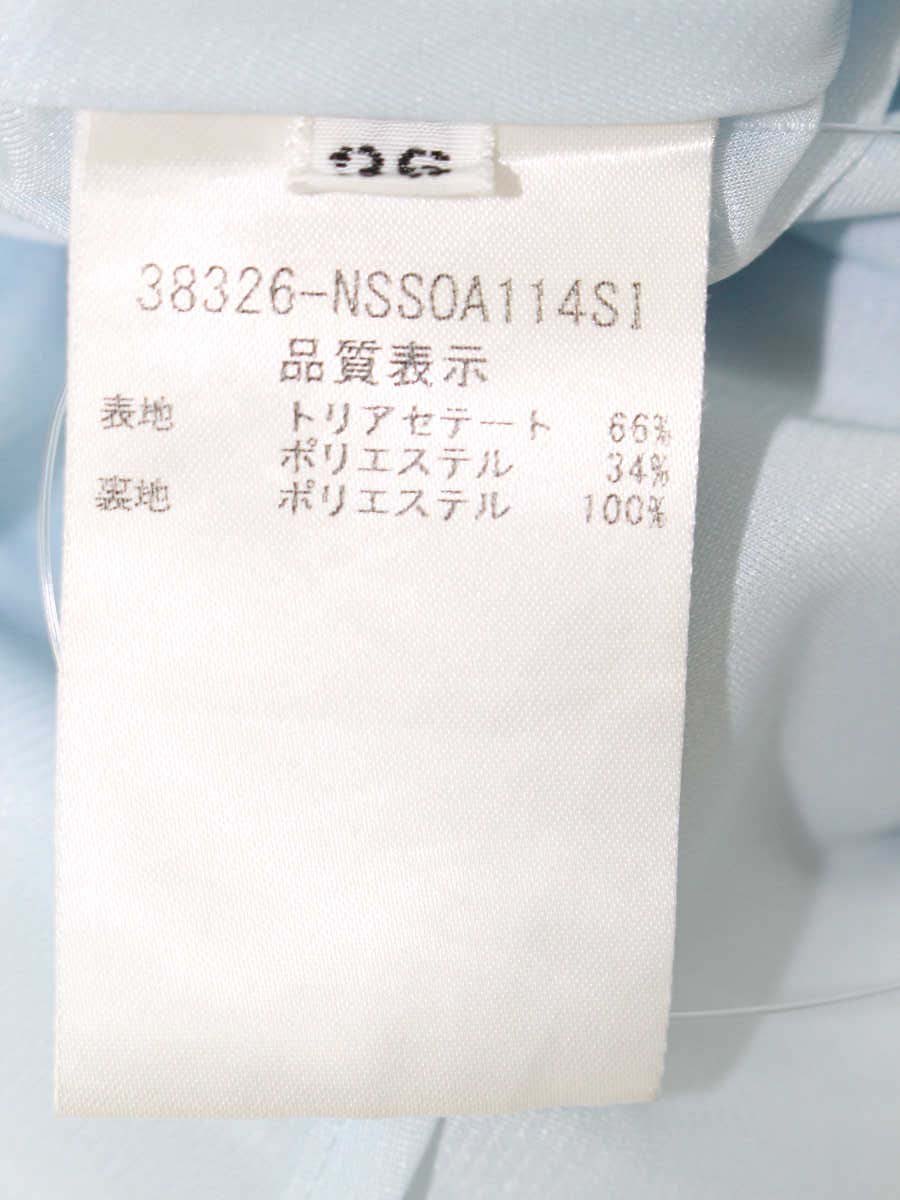 38326-NSSOA114SI
品質表示
表地 トリアセテート 66%
ポリエステル 34%
裏地 ポリエステル 100%